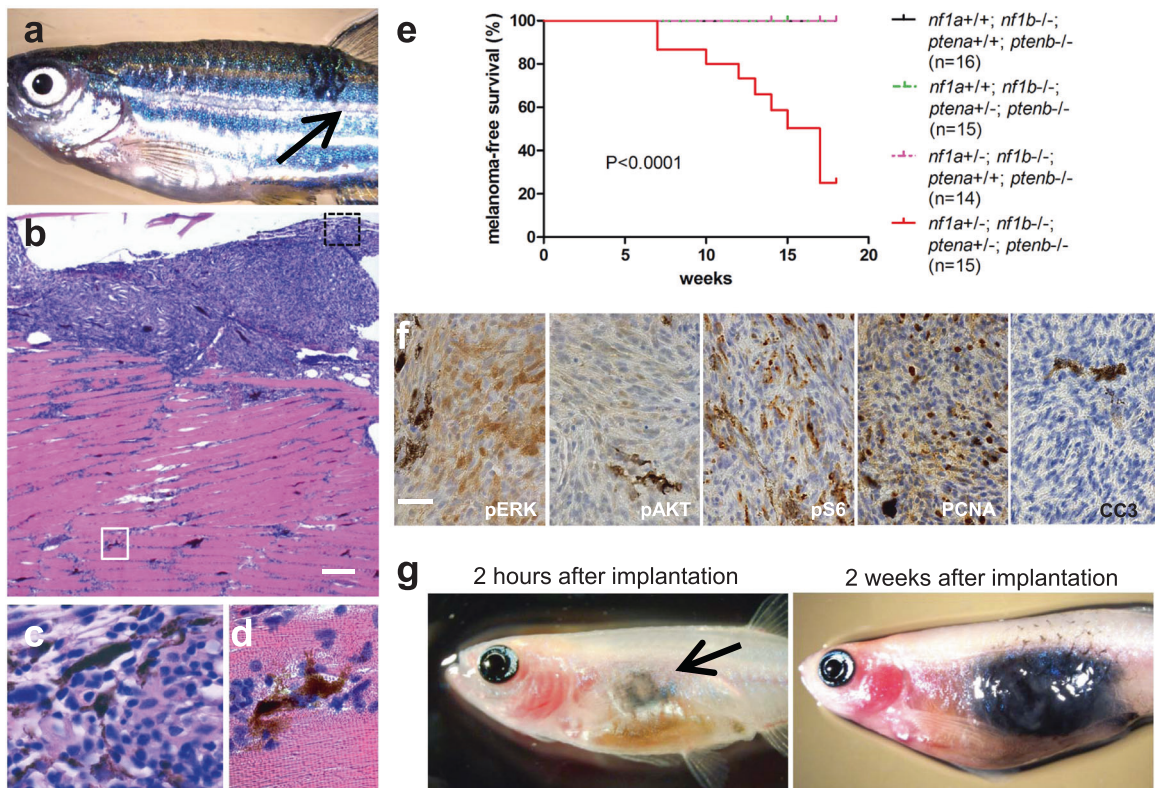 a
b
c
d
e
melanoma-free survival (%)
100
80
60
40
20
0
P<0.0001
0
5
10
15
20
weeks
nf1a+/+; nf1b-/-;
ptena+/+; ptenb-/-
(n=16)
nf1a+/+; nf1b-/-;
ptena+/-; ptenb-/-
(n=15)
nf1a+/-; nf1b-/-;
ptena+/+; ptenb-/-
(n=14)
nf1a+/-; nf1b-/-;
ptena+/-; ptenb-/-
(n=15)
f
pERK
pAKT
pS6
PCNA
CC3
g
2 hours after implantation
2 weeks after implantation